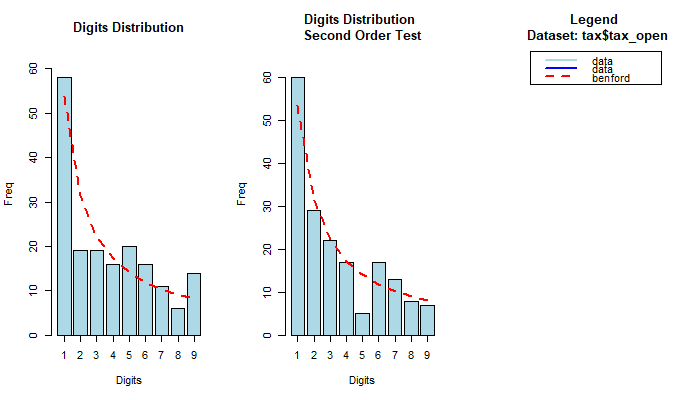 Digits Distribution
Freq
60
50
40
30
20
10
0
1 2 3 4 5 6 7 8 9
Digits
Digits Distribution
Second Order Test
Freq
60
50
40
30
20
10
0
1 2 3 4 5 6 7 8 9
Digits
Legend
Dataset: tax$tax_open
data
data
benford